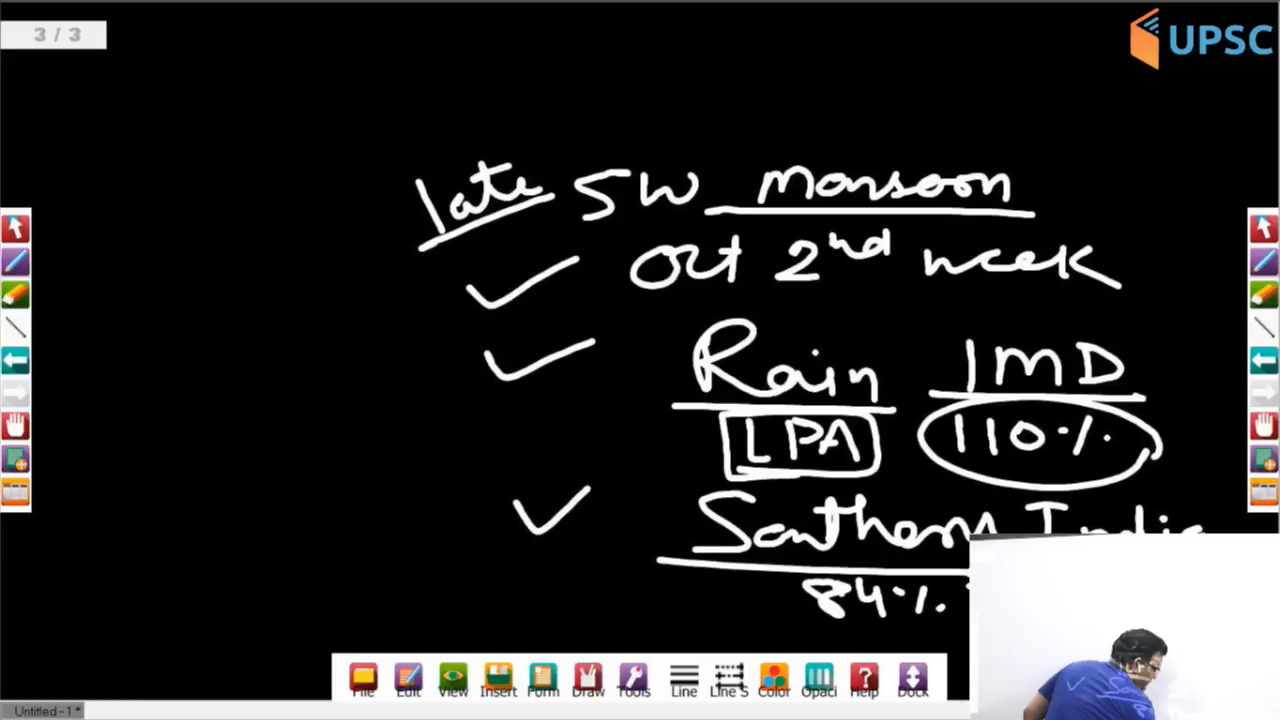 3 / 3
UPSC
late SW monsoon
Oct 2nd week
Rain IMD
LPA 110%
Southern India
84%
File Edit View Insert Form Draw Tools Line Line S Color Opaci Help Dock
Untitled - 1 *